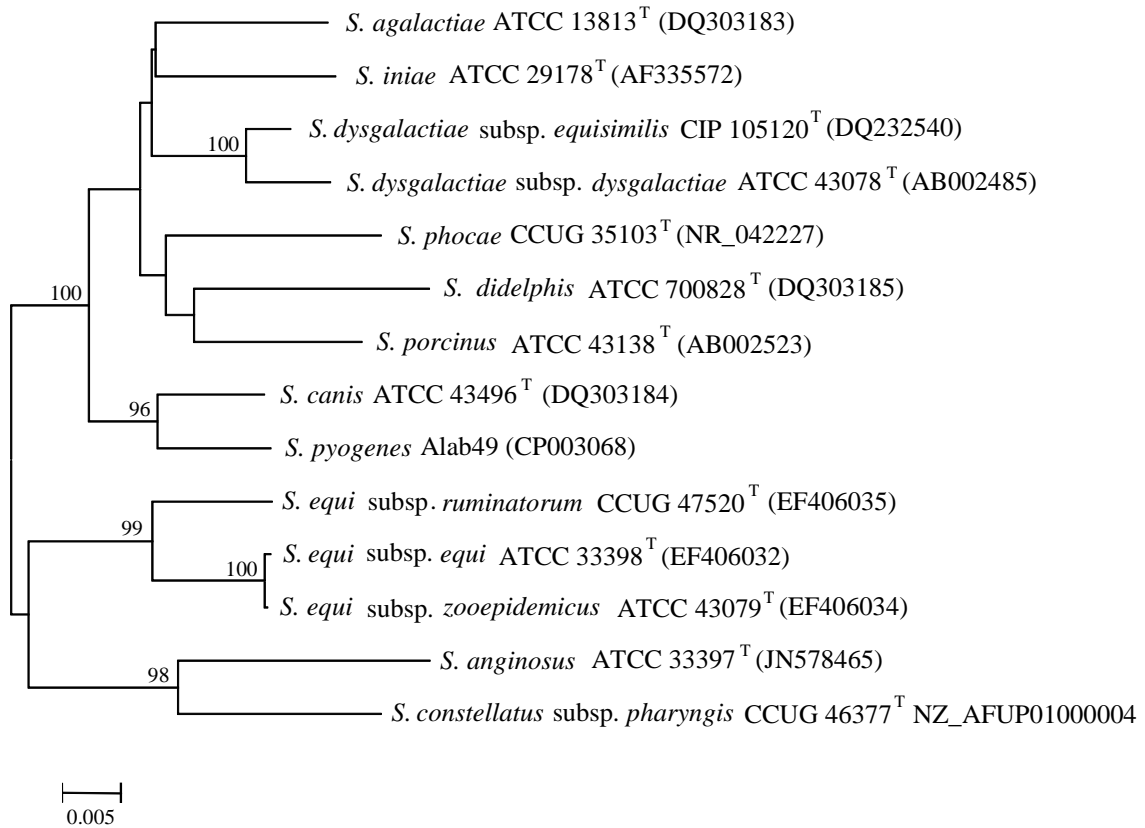 S. agalactiae ATCC 13813T (DQ303183)
S. iniae ATCC 29178T (AF335572)
S. dysgalactiae subsp. equisimilis CIP 105120T (DQ232540)
100
S. dysgalactiae subsp. dysgalactiae ATCC 43078T (AB002485)
S. phocae CCUG 35103T (NR_042227)
S. didelphis ATCC 700828T (DQ303185)
100
S. porcinus ATCC 43138T (AB002523)
S. canis ATCC 43496T (DQ303184)
96
S. pyogenes Alab49 (CP003068)
S. equi subsp. ruminatorum CCUG 47520T (EF406035)
99
S. equi subsp. equi ATCC 33398T (EF406032)
100
S. equi subsp. zooepidemicus ATCC 43079T (EF406034)
S. anginosus ATCC 33397T (JN578465)
98
S. constellatus subsp. pharyngis CCUG 46377T NZ_AFUP01000004
0.005